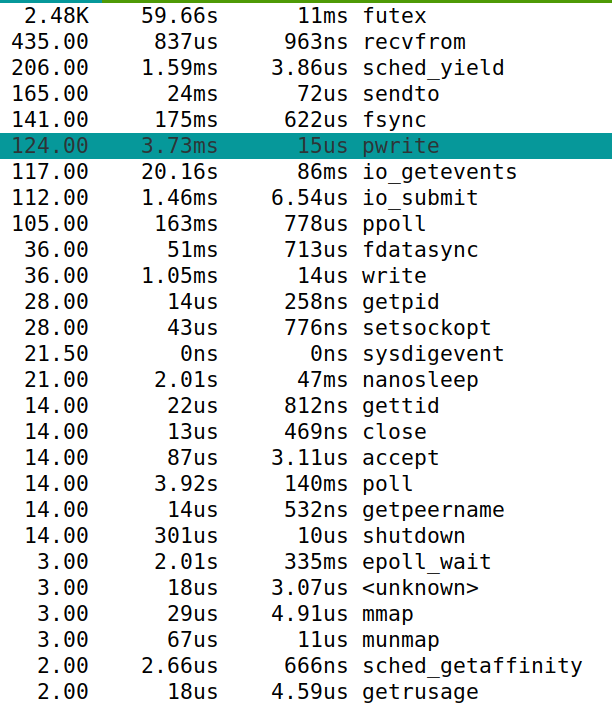 2.48K 59.66s 11ms futex
435.00 837us 963ns recvfrom
206.00 1.59ms 3.86us sched_yield
165.00 24ms 72us sendto
141.00 175ms 622us fsync
124.00 3.73ms 15us pwrite
117.00 20.16s 86ms io_getevents
112.00 1.46ms 6.54us io_submit
105.00 163ms 778us ppoll
36.00 51ms 713us fdatasync
36.00 1.05ms 14us write
28.00 14us 258ns getpid
28.00 43us 776ns setsockopt
21.50 0ns 0ns sysdigevent
21.00 2.01s 47ms nanosleep
14.00 22us 812ns gettid
14.00 13us 469ns close
14.00 87us 3.11us accept
14.00 3.92s 140ms poll
14.00 14us 532ns getpeername
14.00 301us 10us shutdown
3.00 2.01s 335ms epoll_wait
3.00 18us 3.07us <unknown>
3.00 29us 4.91us mmap
3.00 67us 11us munmap
2.00 2.66us 666ns sched_getaffinity
2.00 18us 4.59us getrusage